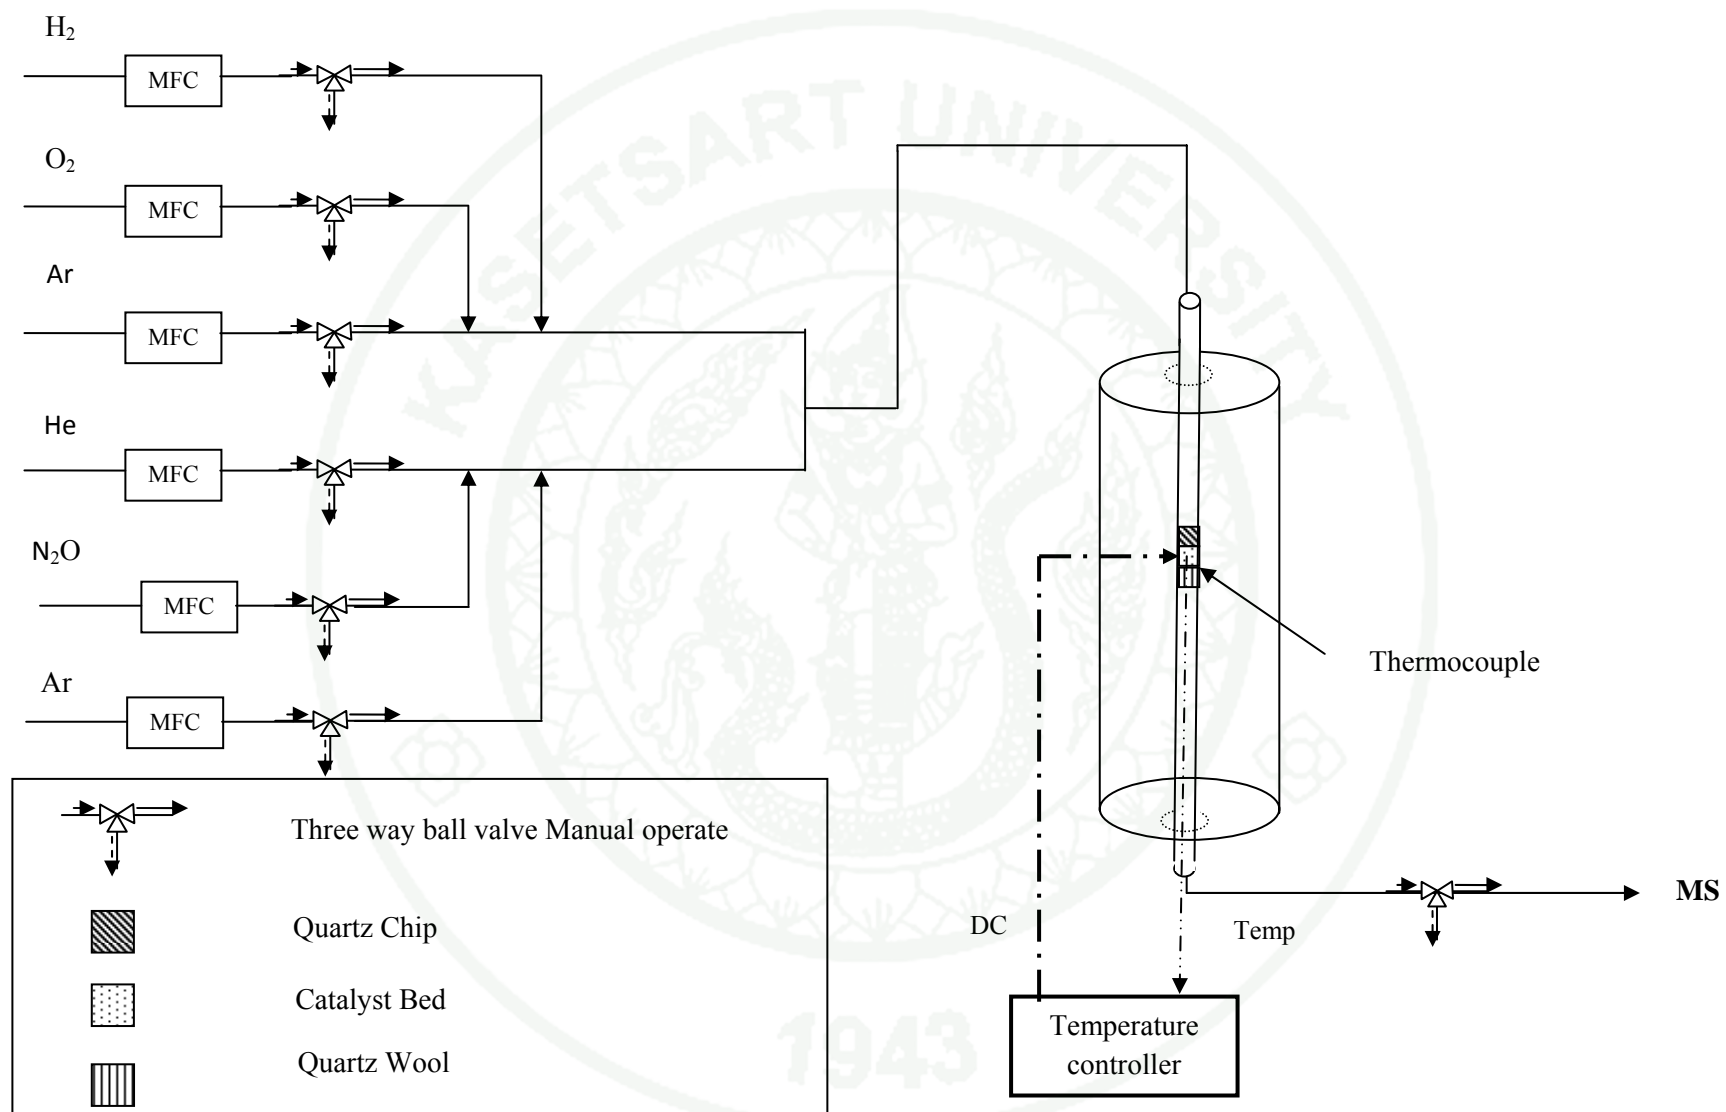 H₂
MFC
O₂
MFC
Ar
MFC
He
MFC
N₂O
MFC
Ar
MFC
Three way ball valve Manual operate
Quartz Chip
Catalyst Bed
Quartz Wool
Thermocouple
MS
DC
Temp
Temperature
controller
KASETSART UNIVERSITY
1943